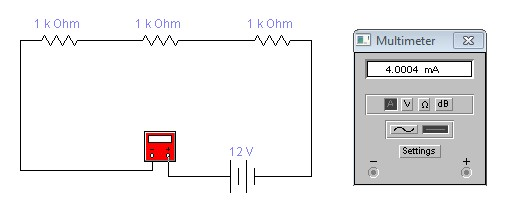 1 k Ohm 1 k Ohm 1 k Ohm
Multimeter
4.0004 mA
A V Ω dB
12 V
Settings
− +